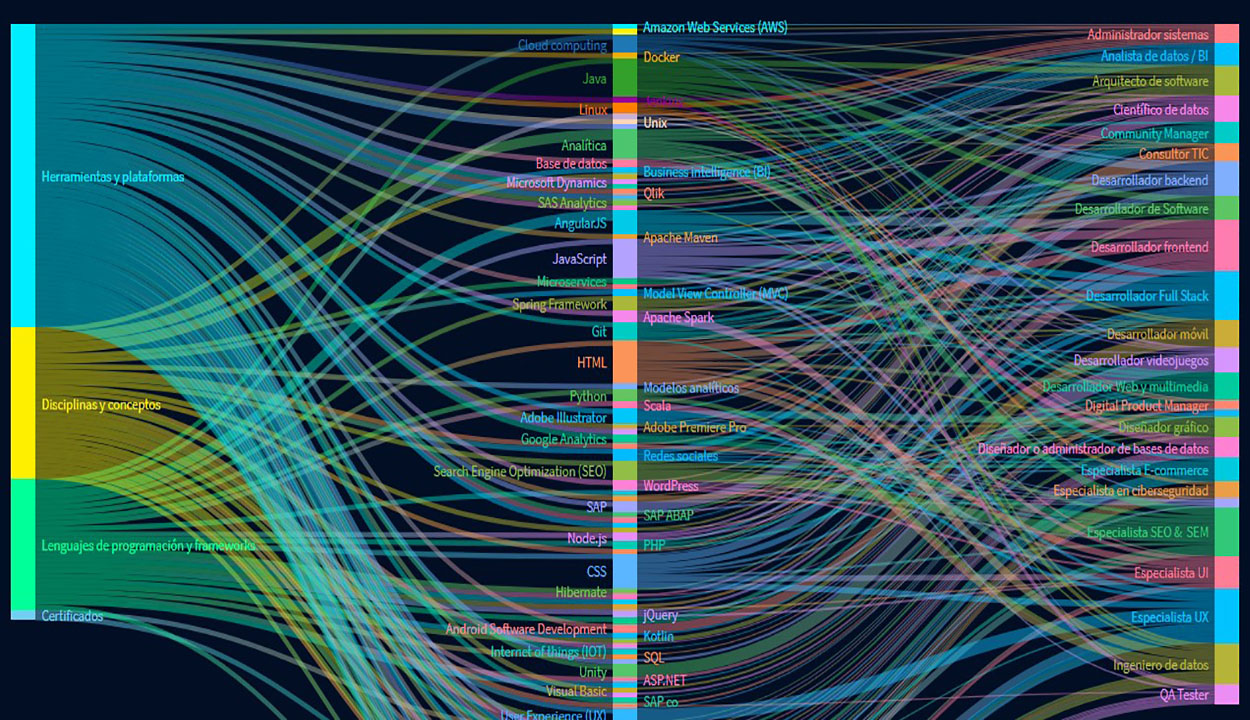 Herramientas y plataformas
Disciplinas y conceptos
Lenguajes de programación y frameworks
Certificados
Cloud computing
Java
Linux
Analítica
Base de datos
Microsoft Dynamics
SAS Analytics
AngularJS
JavaScript
Microservices
Spring Framework
Git
HTML
Python
Adobe Illustrator
Google Analytics
Search Engine Optimization (SEO)
SAP
Node.js
CSS
Hibernate
Android Software Development
Internet of things (IOT)
Unity
Visual Basic
User Experience (UX)
Amazon Web Services (AWS)
Docker
Unix
Business intelligence (BI)
Qlik
Apache Maven
Model View Controller (MVC)
Apache Spark
Modelos analíticos
Scala
Adobe Premiere Pro
Redes sociales
WordPress
SAP ABAP
PHP
jQuery
Kotlin
SQL
ASP.NET
SAP co
Administrador sistemas
Analista de datos / BI
Arquitecto de software
Científico de datos
Community Manager
Consultor TIC
Desarrollador backend
Desarrollador de Software
Desarrollador frontend
Desarrollador Full Stack
Desarrollador móvil
Desarrollador videojuegos
Desarrollador Web y multimedia
Digital Product Manager
Diseñador gráfico
Diseñador o administrador de bases de datos
Especialista E-commerce
Especialista en ciberseguridad
Especialista SEO & SEM
Especialista UI
Especialista UX
Ingeniero de datos
QA Tester